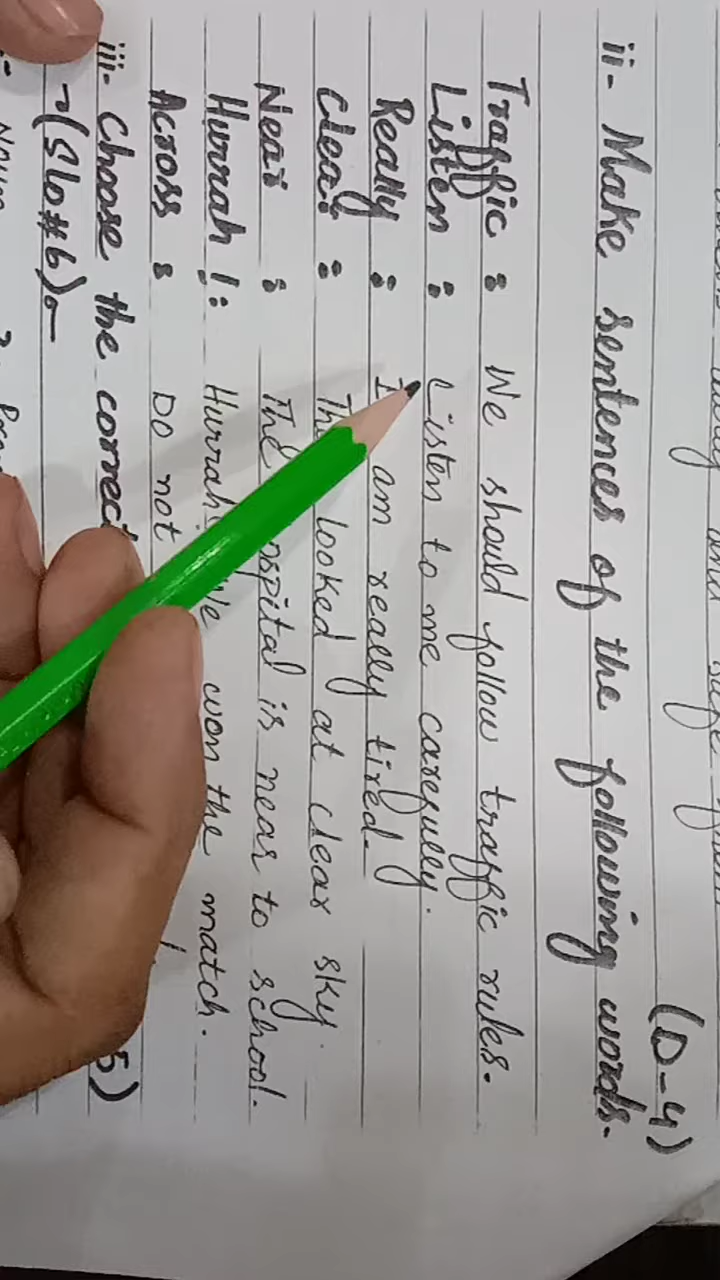 (D-4)
ii- Make sentences of the following words.
Traffic : We should follow traffic rules.
Listen : Listen to me carefully.
Really : I am really tired.
Clear : looked at clear sky.
Near : The hospital is near to school.
Hurrah ! : Hurrah! We won the match.
Across : Do not
iii- Choose the correct 5)
(Slo#6)